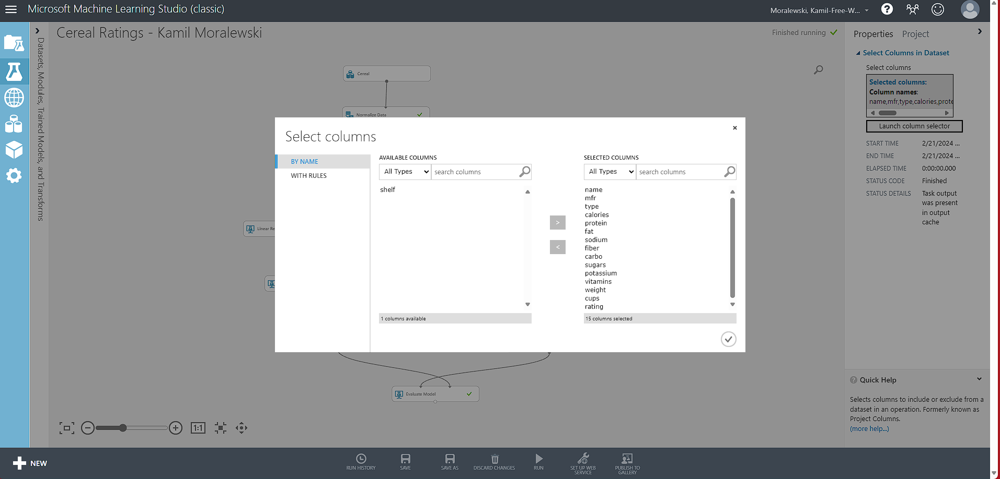 Microsoft Machine Learning Studio (classic)
Moralewski, Kamil-Free-W...
Datasets, Modules, Trained Models, and Transforms
Cereal Ratings - Kamil Moralewski
Finished running
Cereal
Normalize Data
Linear Re
Evaluate Model
Select columns
BY NAME
WITH RULES
AVAILABLE COLUMNS
All Types
search columns
shelf
1 columns available
>
<
SELECTED COLUMNS
All Types
search columns
name
mfr
type
calories
protein
fat
sodium
fiber
carbo
sugars
potassium
vitamins
weight
cups
rating
15 columns selected
Properties Project
Select Columns in Dataset
Select columns
Selected columns:
Column names:
name,mfr,type,calories,prote
Launch column selector
START TIME 2/21/2024 ...
END TIME 2/21/2024 ...
ELAPSED TIME 0:00:00.000
STATUS CODE Finished
STATUS DETAILS Task output
was present
in output
cache
Quick Help
Selects columns to include or exclude from a
dataset in an operation. Formerly known as
Project Columns.
(more help...)
1:1
NEW
RUN HISTORY
SAVE
SAVE AS
DISCARD CHANGES
RUN
SET UP WEB
SERVICE
PUBLISH TO
GALLERY